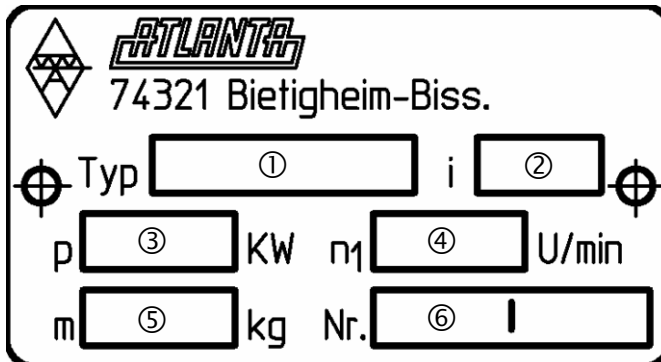 ATLANTA
74321 Bietigheim-Biss.
Typ ① i ②
p ③ KW n1 ④ U/min
m ⑤ kg Nr. ⑥ |